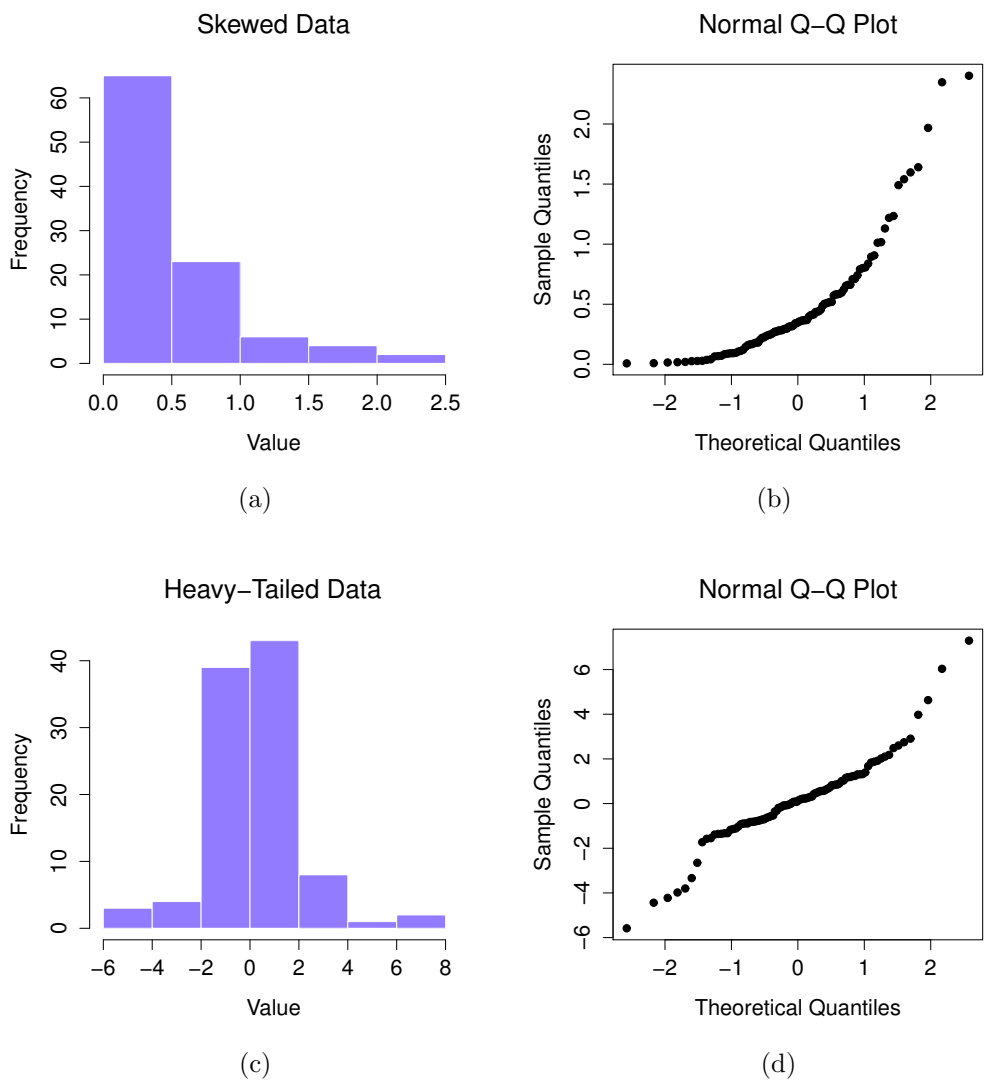 Skewed Data
Frequency
0 10 20 30 40 50 60
0.0 0.5 1.0 1.5 2.0 2.5
Value
(a)
Normal Q−Q Plot
Sample Quantiles
0.0 0.5 1.0 1.5 2.0
−2 −1 0 1 2
Theoretical Quantiles
(b)
Heavy−Tailed Data
Frequency
0 10 20 30 40
−6 −4 −2 0 2 4 6 8
Value
(c)
Normal Q−Q Plot
Sample Quantiles
−6 −4 −2 0 2 4 6
−2 −1 0 1 2
Theoretical Quantiles
(d)